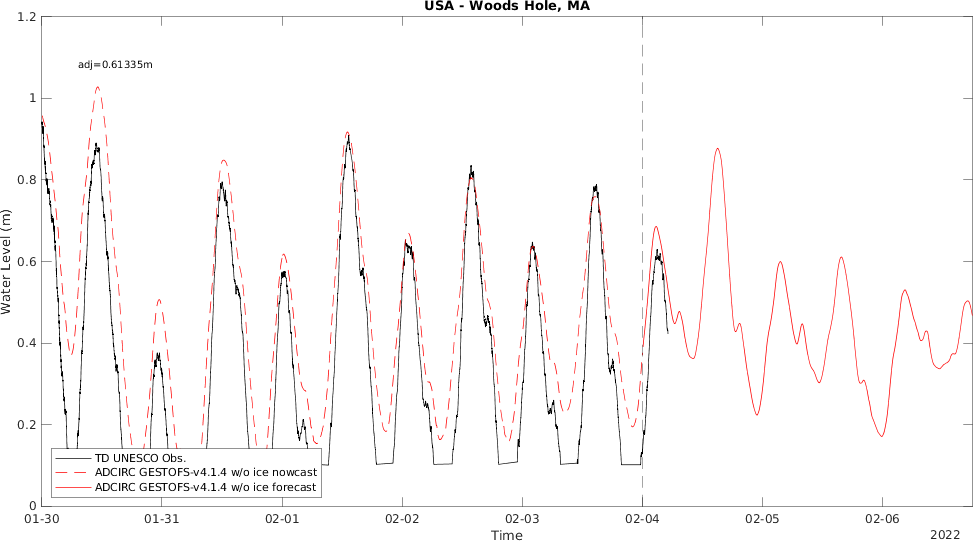 USA - Woods Hole, MA
1.2
adj=0.61335m
1
0.8
0.6
0.4
0.2
0
Water Level (m)
TD UNESCO Obs.
ADCIRC GESTOFS-v4.1.4 w/o ice nowcast
ADCIRC GESTOFS-v4.1.4 w/o ice forecast
01-30 01-31 02-01 02-02 02-03 02-04 02-05 02-06
Time
2022